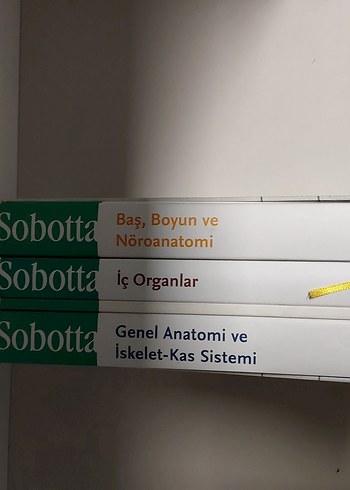 Sobotta
Baş, Boyun ve
Nöroanatomi
Sobotta
İç Organlar
Sobotta
Genel Anatomi ve
İskelet-Kas Sistemi